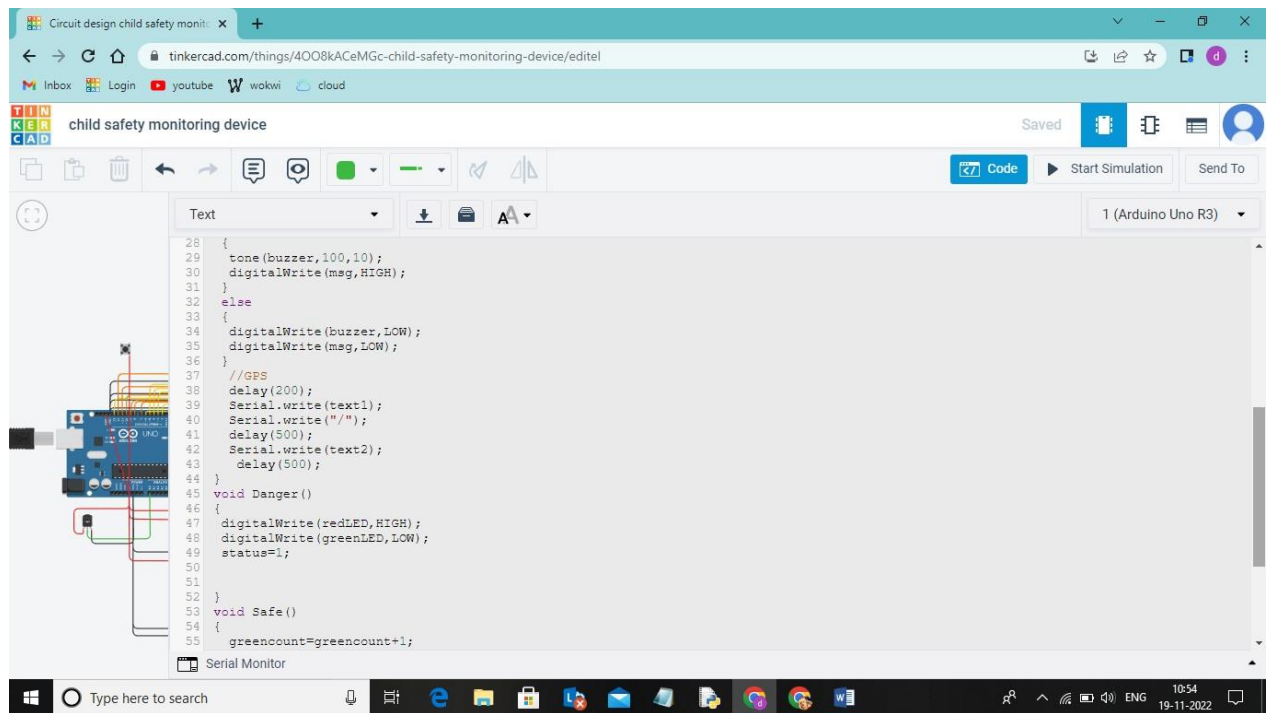 Circuit design child safety monito
tinkercad.com/things/4OO8kACeMGc-child-safety-monitoring-device/editel
Inbox Login youtube wokwi cloud
TIN
KER
CAD
child safety monitoring device
Saved
Code Start Simulation Send To
Text 1 (Arduino Uno R3)
28 {
29 tone(buzzer,100,10);
30 digitalWrite(msg,HIGH);
31 }
32 else
33 {
34 digitalWrite(buzzer,LOW);
35 digitalWrite(msg,LOW);
36 }
37 //GPS
38 delay(200);
39 Serial.write(text1);
40 Serial.write("/");
41 delay(500);
42 Serial.write(text2);
43 delay(500);
44 }
45 void Danger()
46 {
47 digitalWrite(redLED,HIGH);
48 digitalWrite(greenLED,LOW);
49 status=1;
50
51
52 }
53 void Safe()
54 {
55 greencount=greencount+1;
UNO
Serial Monitor
Type here to search
ENG
10:54
19-11-2022